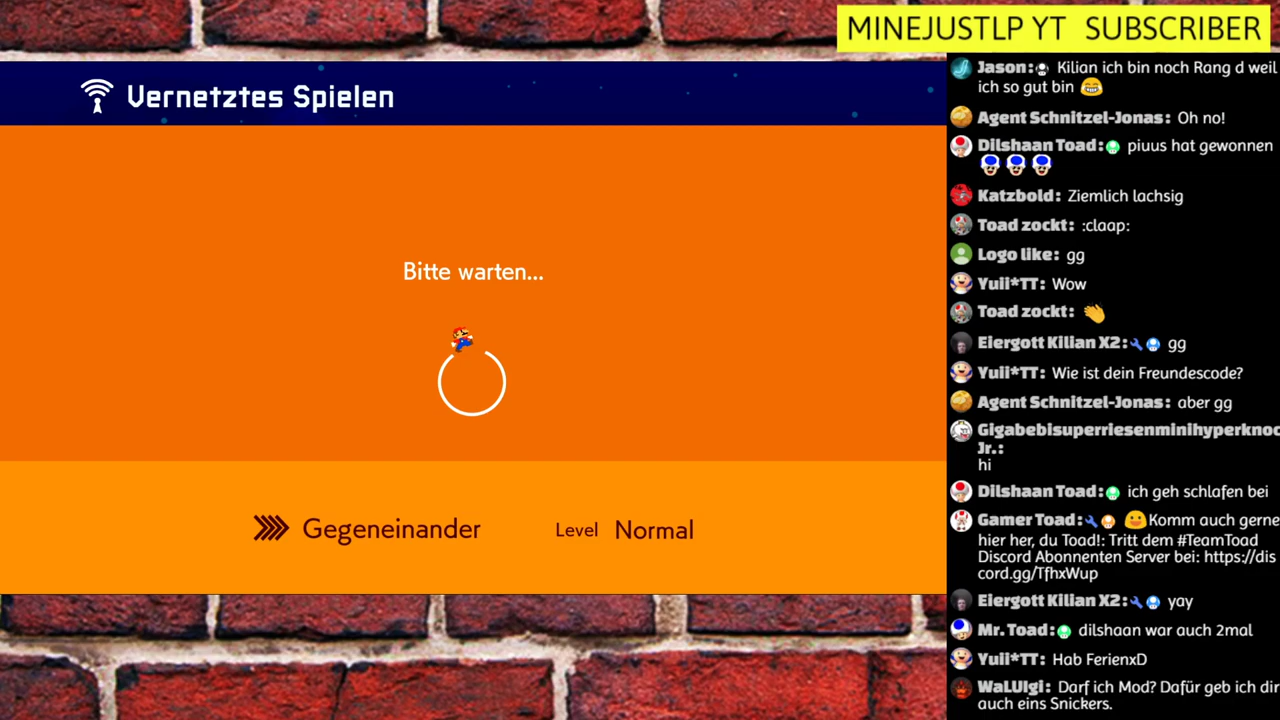 MINEJUSTLP YT SUBSCRIBER
Vernetztes Spielen
Bitte warten...
Gegeneinander Level Normal
Jason: Kilian ich bin noch Rang d weil
ich so gut bin 😂
Agent Schnitzel-Jonas: Oh no!
Dilshaan Toad: piuus hat gewonnen
Katzbold: Ziemlich lachsig
Toad zockt: :claap:
Logo like: gg
Yuii*TT: Wow
Toad zockt: 👏
Eiergott Kilian X2: gg
Yuii*TT: Wie ist dein Freundescode?
Agent Schnitzel-Jonas: aber gg
Gigabebisuperriesenminihyperknoc
Jr.:
hi
Dilshaan Toad: ich geh schlafen bei
Gamer Toad: 😃Komm auch gerne
hier her, du Toad!: Tritt dem #TeamToad
Discord Abonnenten Server bei: https://dis
cord.gg/TfhxWup
Eiergott Kilian X2: yay
Mr. Toad: dilshaan war auch 2mal
Yuii*TT: Hab FerienxD
WaLUIgi: Darf ich Mod? Dafür geb ich dir
auch eins Snickers.